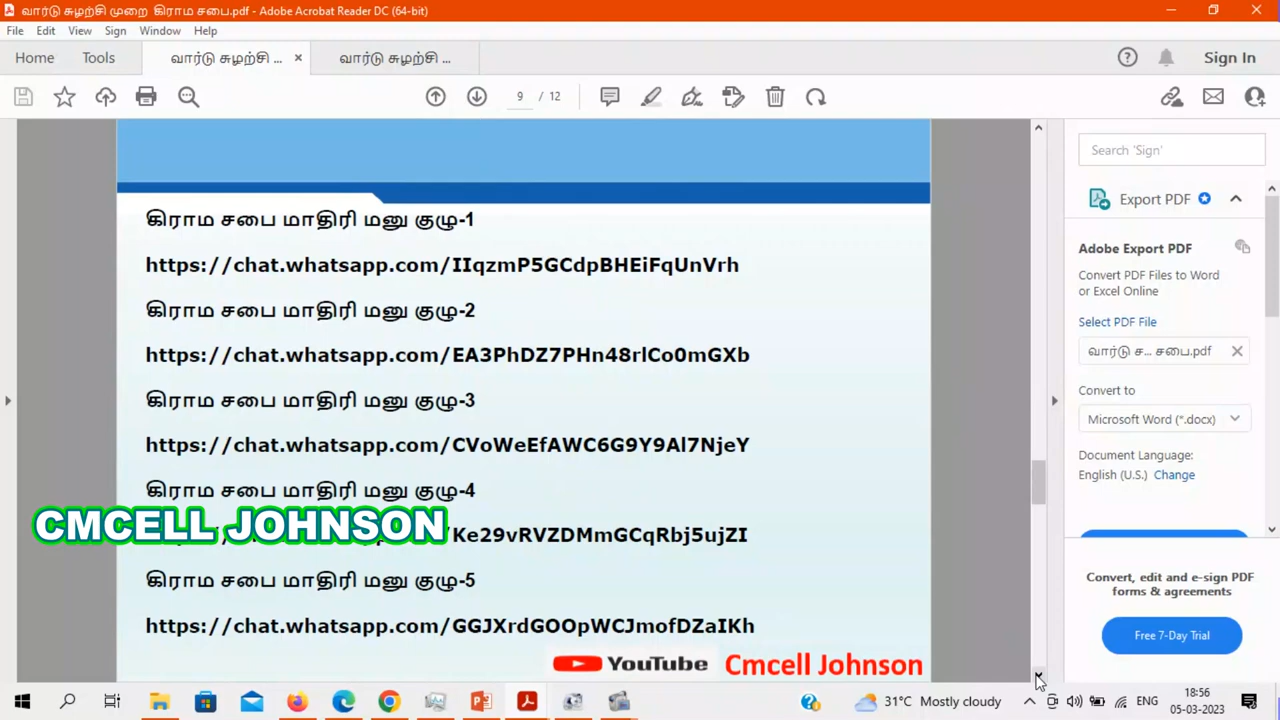 வார்டு சுழற்சி முறை கிராம சபை.pdf - Adobe Acrobat Reader DC (64-bit)
File Edit View Sign Window Help
Home Tools வார்டு சுழற்சி ... × வார்டு சுழற்சி ... Sign In
9 / 12
Search 'Sign'
கிராம சபை மாதிரி மனு குழு-1
https://chat.whatsapp.com/IIqzmP5GCdpBHEiFqUnVrh
கிராம சபை மாதிரி மனு குழு-2
https://chat.whatsapp.com/EA3PhDZ7PHn48rlCo0mGXb
கிராம சபை மாதிரி மனு குழு-3
https://chat.whatsapp.com/CVoWeEfAWC6G9Y9Al7NjeY
கிராம சபை மாதிரி மனு குழு-4
/Ke29vRVZDMmGCqRbj5ujZI
CMCELL JOHNSON
கிராம சபை மாதிரி மனு குழு-5
https://chat.whatsapp.com/GGJXrdGOOpWCJmofDZaIKh
YouTube Cmcell Johnson
Export PDF
Adobe Export PDF
Convert PDF Files to Word
or Excel Online
Select PDF File
வார்டு ச... சபை.pdf
Convert to
Microsoft Word (*.docx)
Document Language:
English (U.S.) Change
Convert, edit and e-sign PDF
forms & agreements
Free 7-Day Trial
31°C Mostly cloudy ENG 18:56
05-03-2023